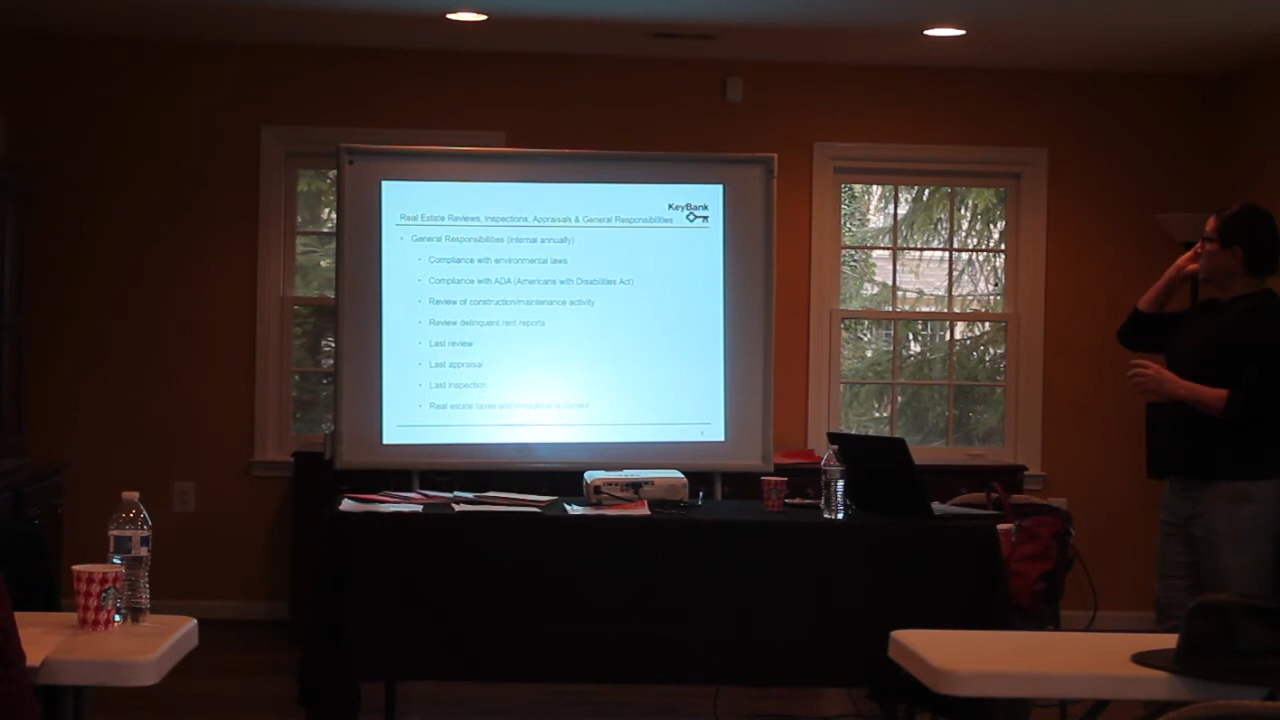 KeyBank
Real Estate Reviews, Inspections, Appraisals & General Responsibilities
• General Responsibilities (internal annually)
• Compliance with environmental laws
• Compliance with ADA (Americans with Disabilities Act)
• Review of construction/maintenance activity
• Review delinquent rent reports
• Last review
• Last appraisal
• Last inspection
• Real estate taxes and insurance